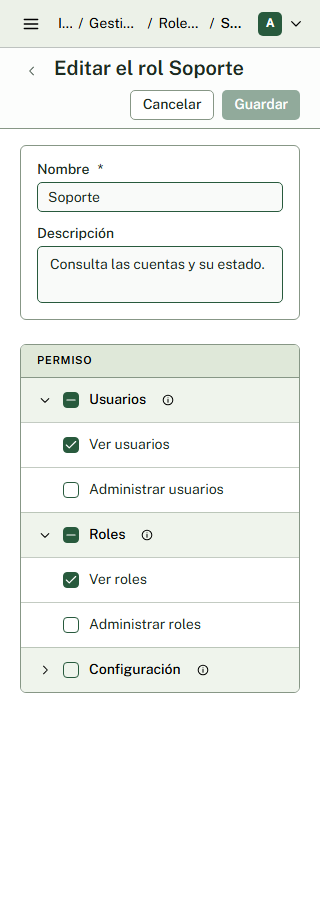 I... / Gesti... / Role... / S... A
Editar el rol Soporte
Cancelar Guardar
Nombre *
Soporte
Descripción
Consulta las cuentas y su estado.
PERMISO
Usuarios
Ver usuarios
Administrar usuarios
Roles
Ver roles
Administrar roles
Configuración